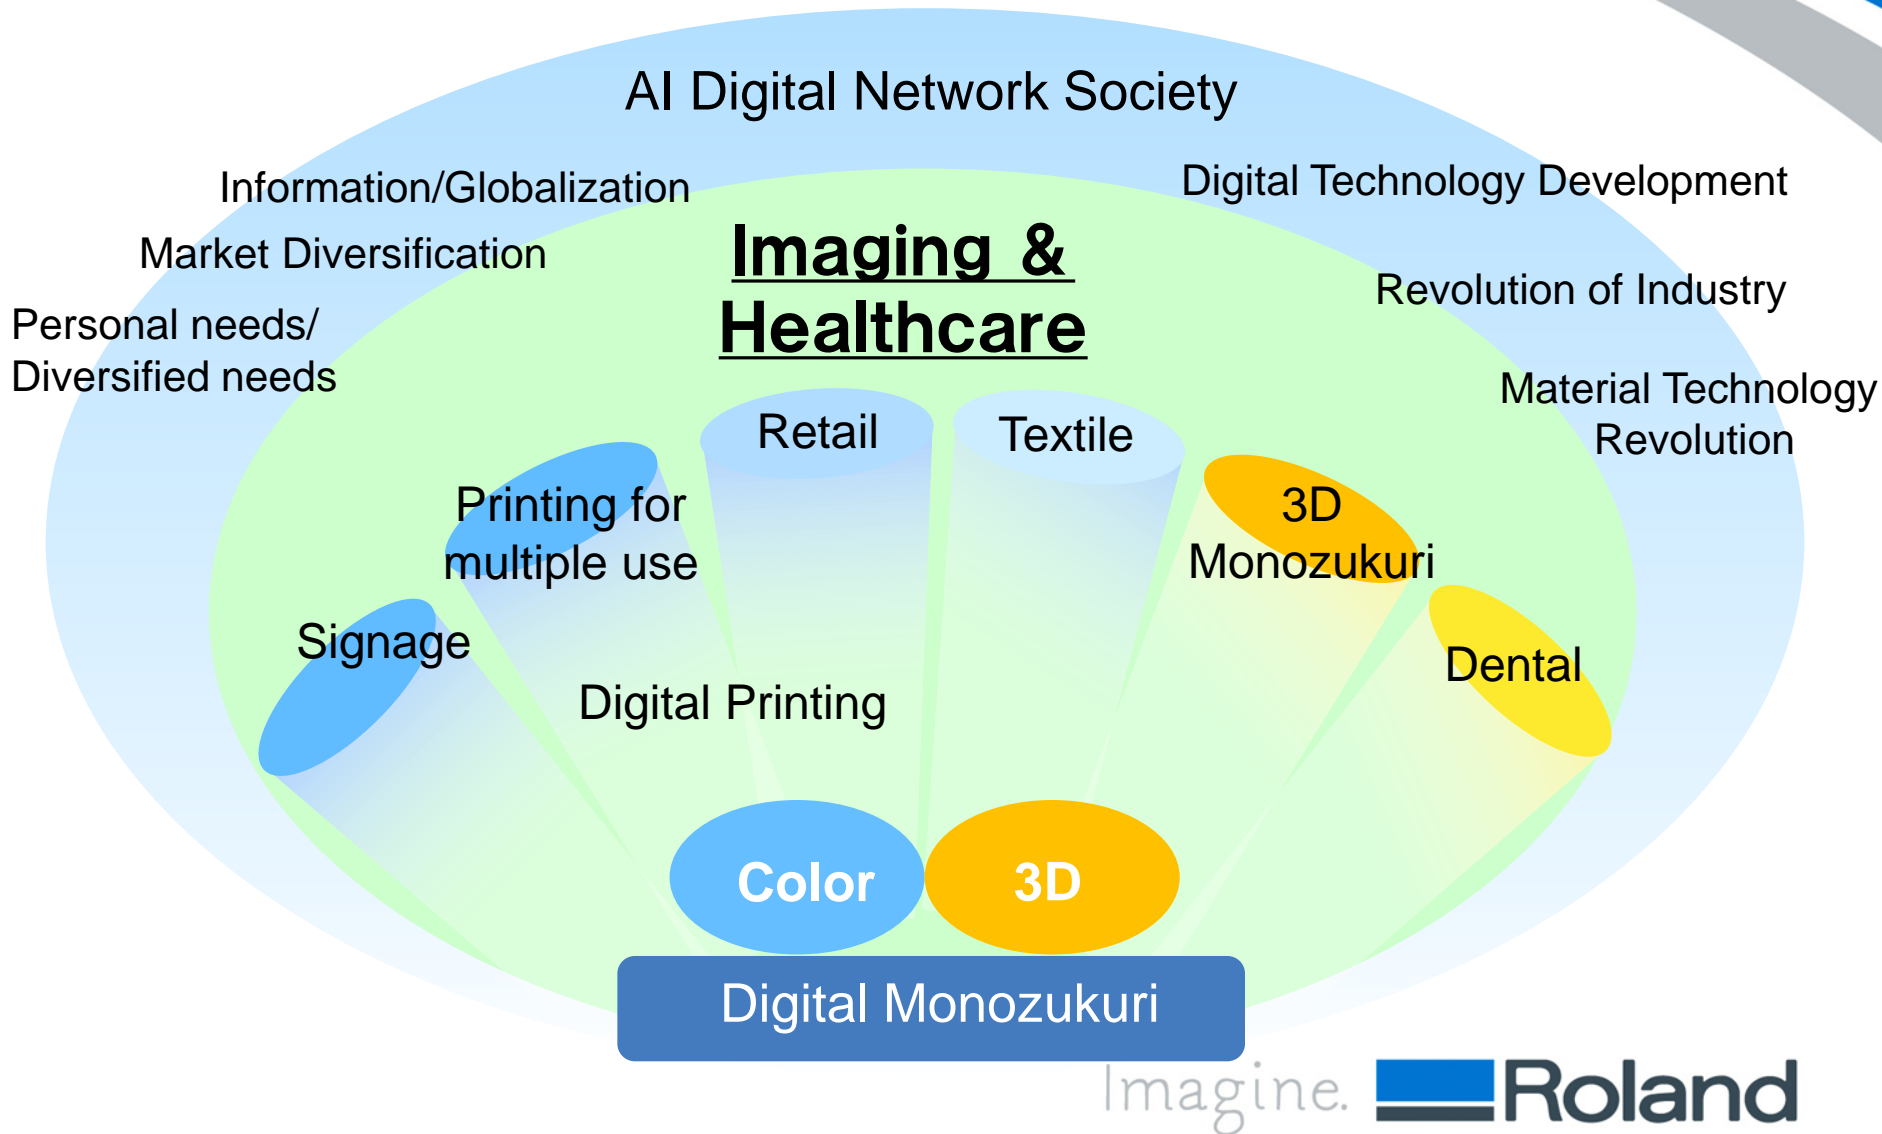 AI Digital Network Society
Information/Globalization
Digital Technology Development
Market Diversification
Imaging &
Healthcare
Revolution of Industry
Personal needs/
Diversified needs
Material Technology
Revolution
Retail
Textile
Printing for
multiple use
3D
Monozukuri
Signage
Dental
Digital Printing
Color
3D
Digital Monozukuri
Imagine.
Roland